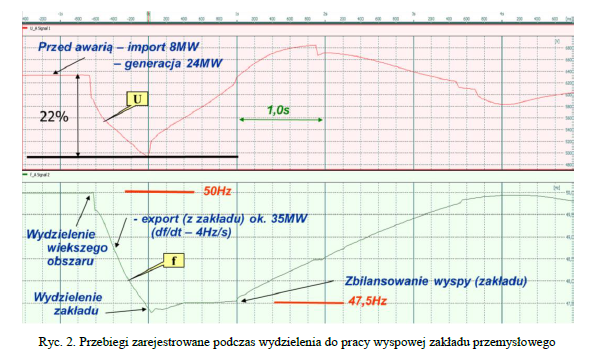 Przed awarią – import 8MW
– generacja 24MW
U
22%
1,0s
50Hz
- export (z zakładu) ok. 35MW
(df/dt – 4Hz/s)
Wydzielenie
wiekszego
obszaru
f
Wydzielenie
zakładu
Zbilansowanie wyspy (zakładu)
47,5Hz
Ryc. 2. Przebiegi zarejestrowane podczas wydzielenia do pracy wyspowej zakładu przemysłowego